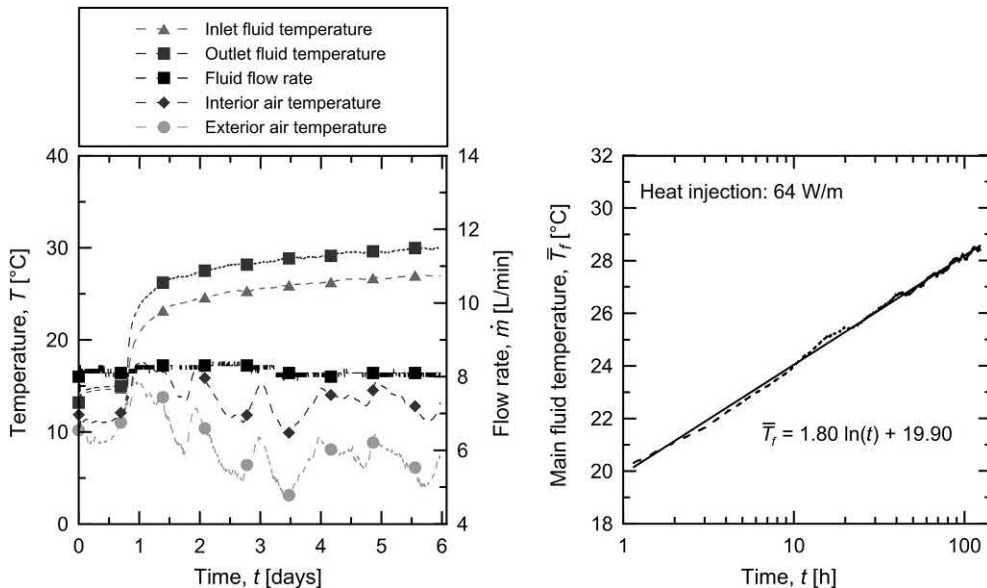 Inlet fluid temperature
Outlet fluid temperature
Fluid flow rate
Interior air temperature
Exterior air temperature
Temperature, T [°C]
40
30
20
10
0
14
12
10
8
6
4
Flow rate, ṁ [L/min]
0 1 2 3 4 5 6
Time, t [days]
Main fluid temperature, T̿f [°C]
32
30
28
26
24
22
20
18
Heat injection: 64 W/m
T̿f = 1.80 ln(t) + 19.90
1 10 100
Time, t [h]